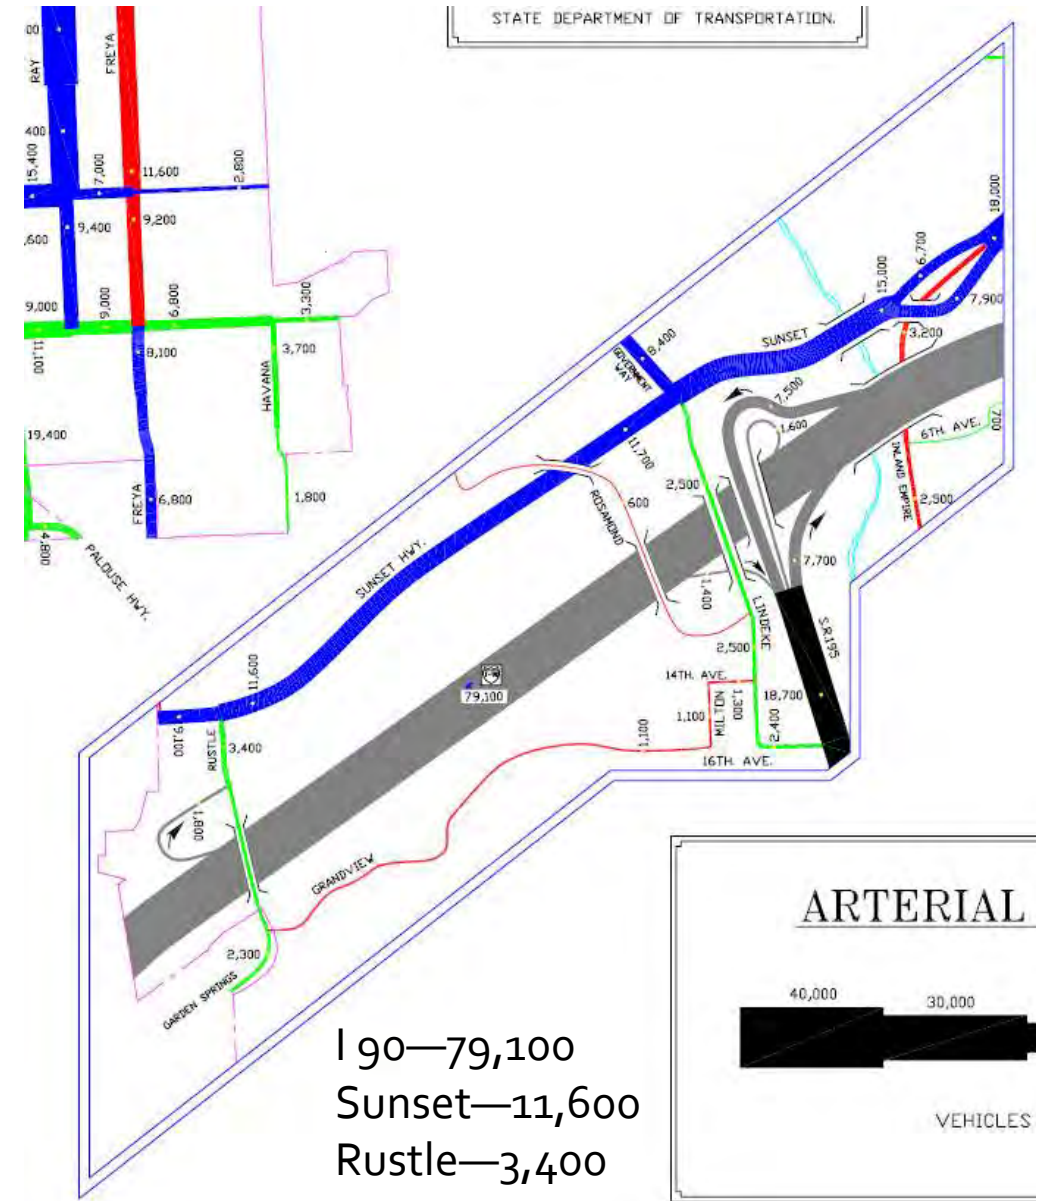 STATE DEPARTMENT OF TRANSPORTATION.
00
RAY
FREYA
400
15,400
7,000
11,600
2,800
9,400
9,200
,600
18,000
6,700
15,000
7,900
9,000
9,000
6,800
3,300
SUNSET
3,200
11,100
8,100
3,700
8,400
GOVERNMENT
WAY
HAVANA
7,500
1,600
6TH. AVE.
700
19,400
11,700
INLAND EMPIRE
2,500
FREYA
6,800
1,800
2,500
600
ROSAMOND
4,800
PALOUSE HWY.
SUNSET HWY.
7,700
1,400
LINDEKE
S.R.195
2,500
11,600
79,100
14TH. AVE.
18,700
MILTON
1,300
1,100
2,400
9,100
RUSTLE
3,400
1,100
16TH. AVE.
1,800
GRANDVIEW
2,300
GARDEN SPRINGS
ARTERIAL
40,000
30,000
VEHICLES
I 90—79,100
Sunset—11,600
Rustle—3,400